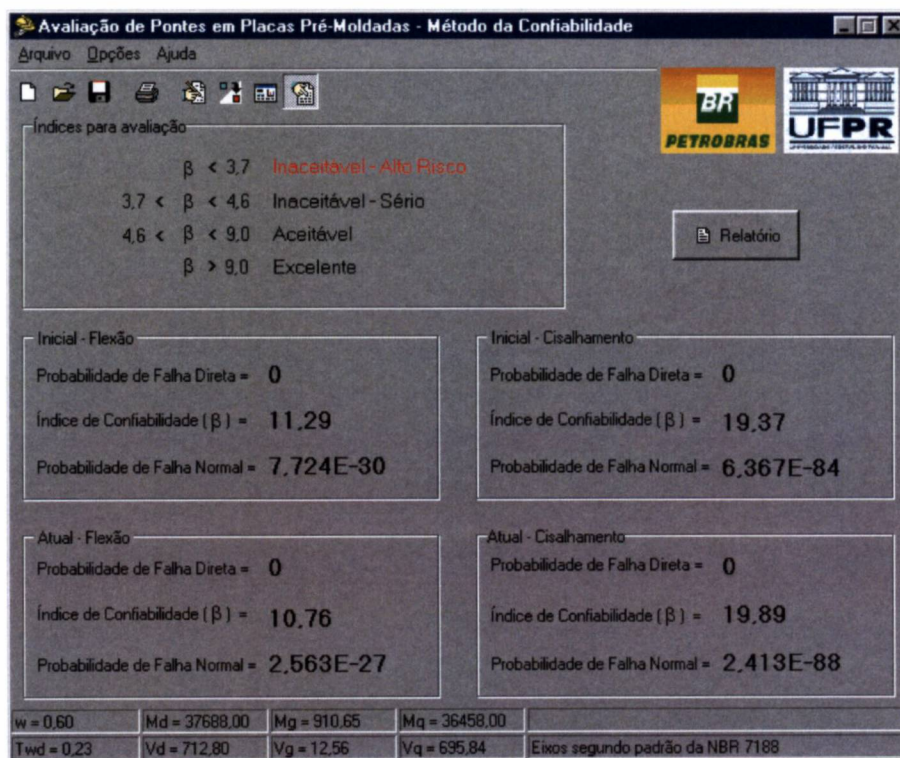 Avaliação de Pontes em Placas Pré-Moldadas - Método da Confiabilidade
Arquivo Opções Ajuda
BR
PETROBRAS
UFPR
Índices para avaliação
β < 3,7 Inaceitável - Alto Risco
3,7 < β < 4,6 Inaceitável - Sério
4,6 < β < 9,0 Aceitável
β > 9,0 Excelente
Relatório
Inicial - Flexão
Probabilidade de Falha Direta = 0
Índice de Confiabilidade ( β ) = 11,29
Probabilidade de Falha Normal = 7,724E-30
Inicial - Cisalhamento
Probabilidade de Falha Direta = 0
Índice de Confiabilidade ( β ) = 19,37
Probabilidade de Falha Normal = 6,367E-84
Atual - Flexão
Probabilidade de Falha Direta = 0
Índice de Confiabilidade ( β ) = 10,76
Probabilidade de Falha Normal = 2,563E-27
Atual - Cisalhamento
Probabilidade de Falha Direta = 0
Índice de Confiabilidade ( β ) = 19,89
Probabilidade de Falha Normal = 2,413E-88
w = 0,60 Md = 37688,00 Mg = 910,65 Mq = 36458,00
Twd = 0,23 Vd = 712,80 Vg = 12,56 Vq = 695,84 Eixos segundo padrão da NBR 7188